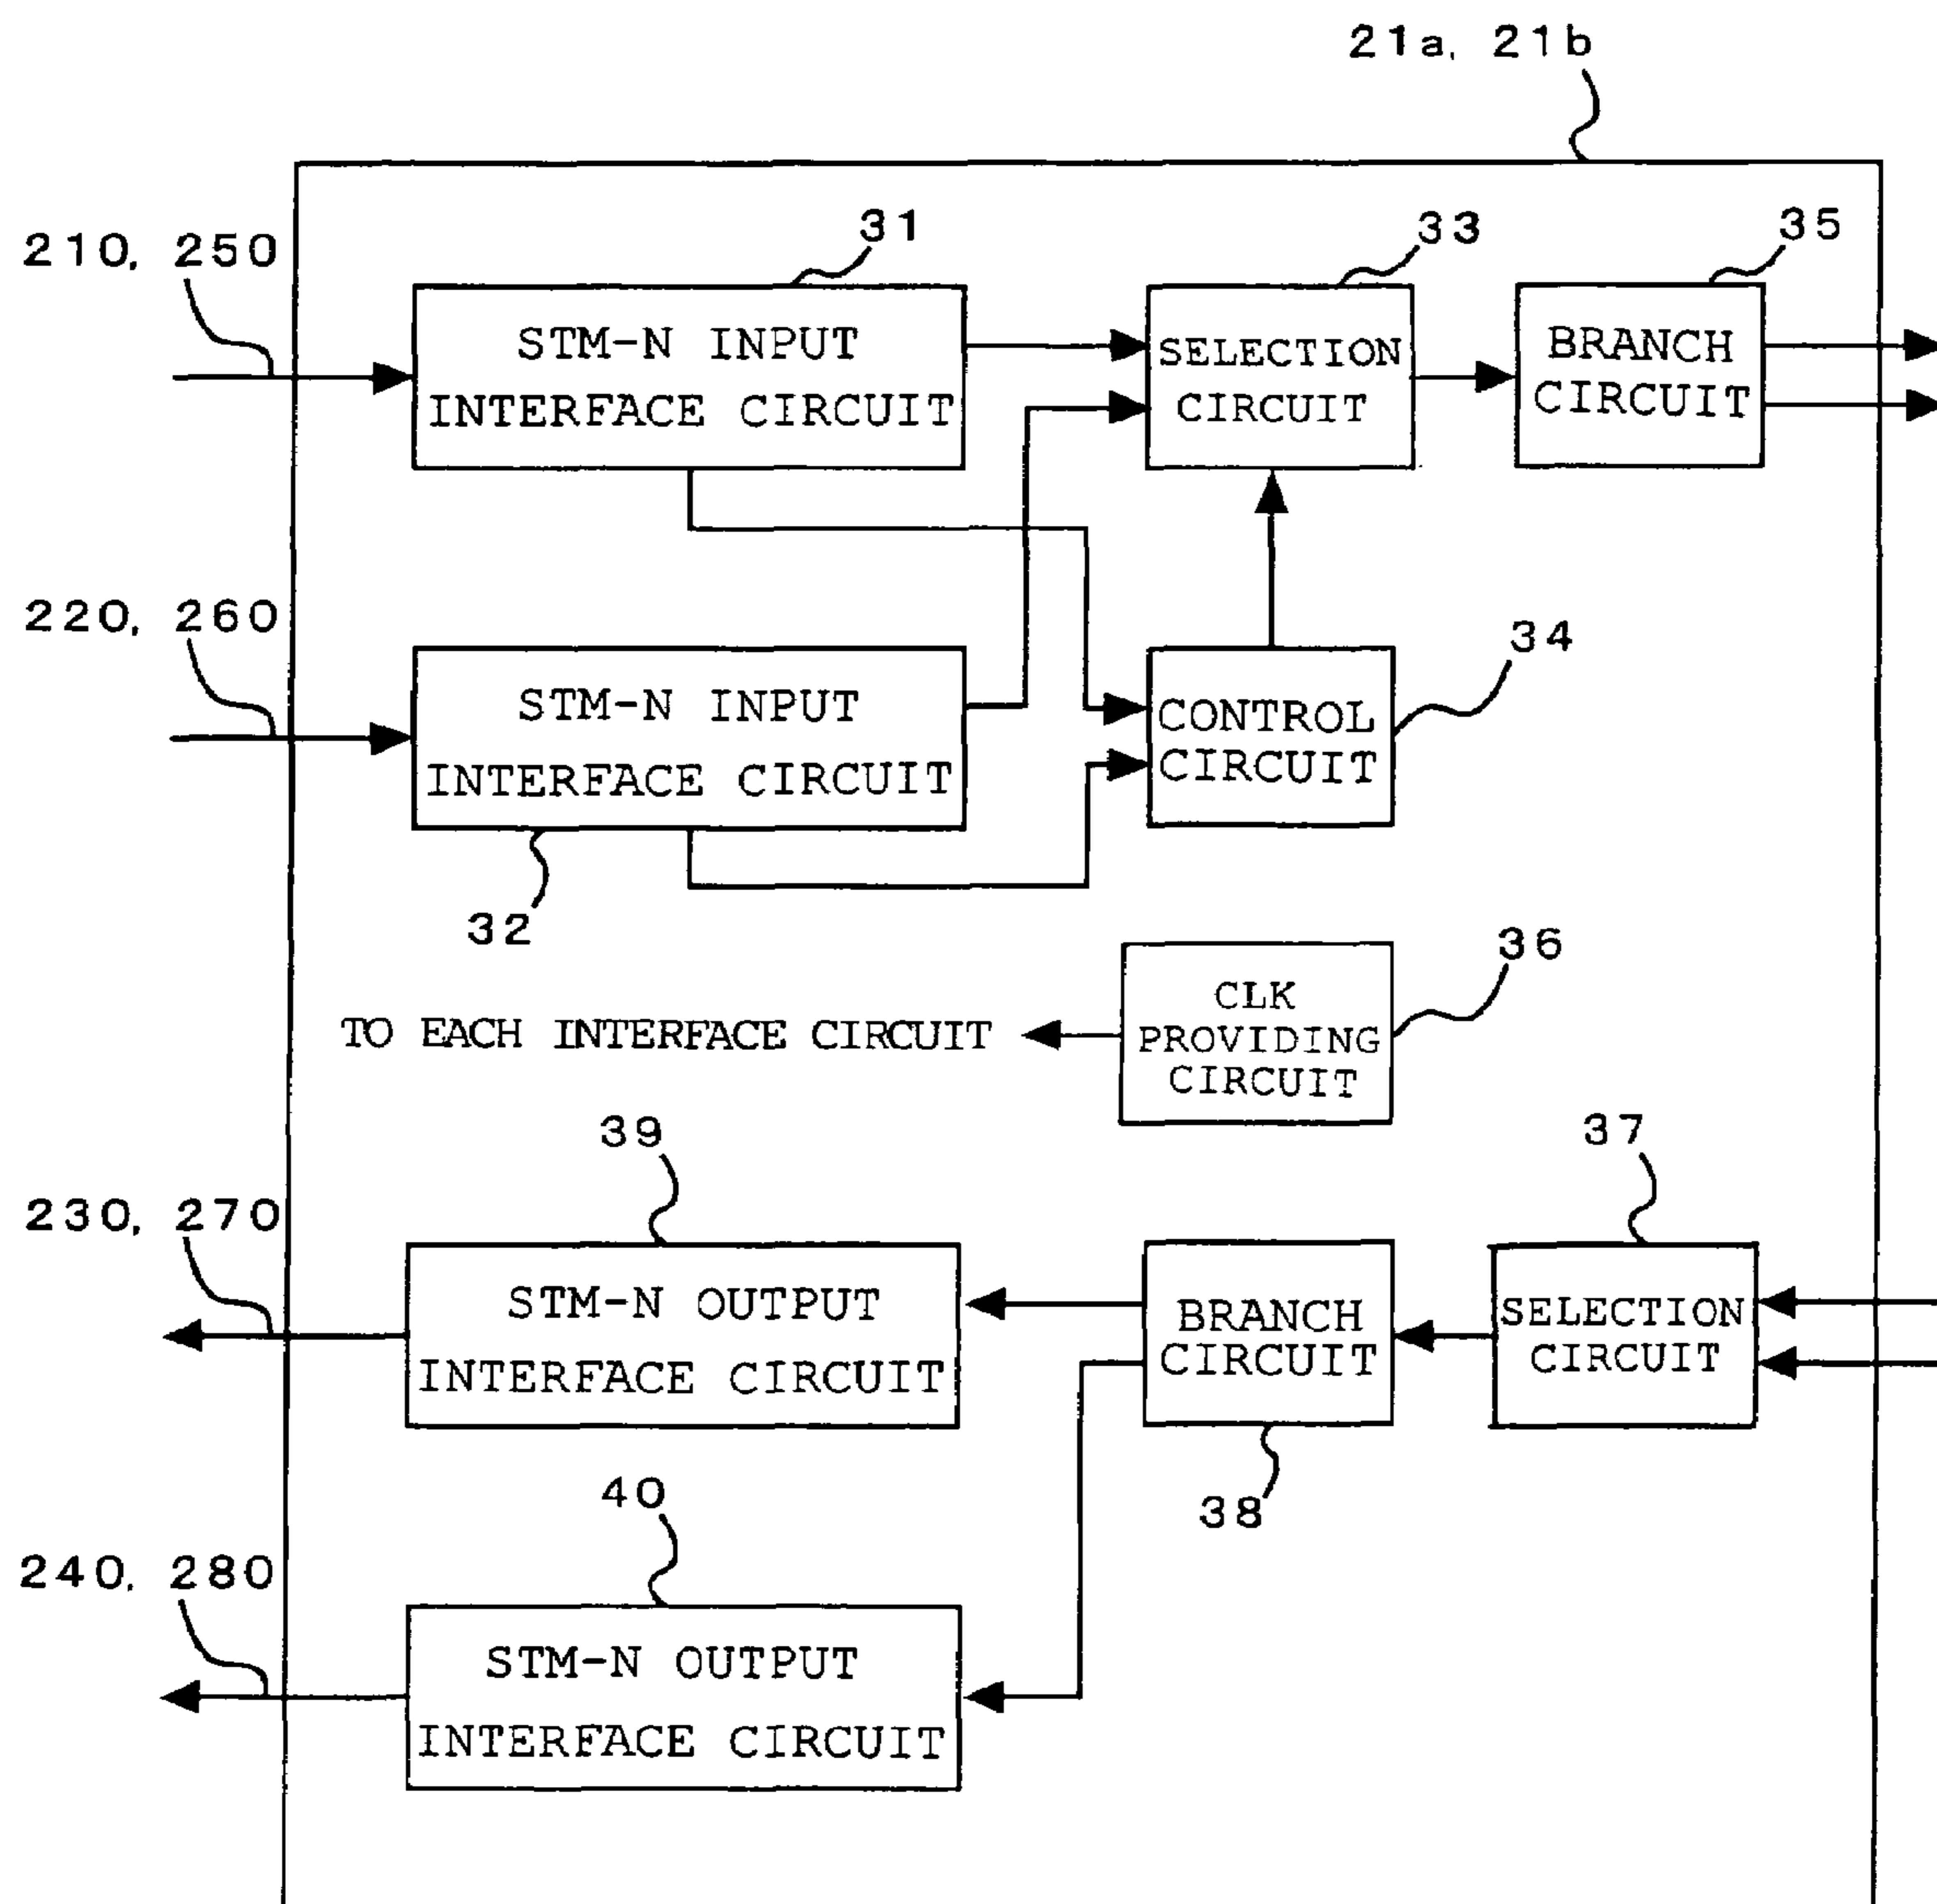 21a, 21b
210, 250
31
33
35
STM-N INPUT
INTERFACE CIRCUIT
SELECTION
CIRCUIT
BRANCH
CIRCUIT
220, 260
34
STM-N INPUT
INTERFACE CIRCUIT
CONTROL
CIRCUIT
32
36
CLK
PROVIDING
CIRCUIT
TO EACH INTERFACE CIRCUIT
39
37
230, 270
STM-N OUTPUT
INTERFACE CIRCUIT
BRANCH
CIRCUIT
SELECTION
CIRCUIT
40
38
240, 280
STM-N OUTPUT
INTERFACE CIRCUIT